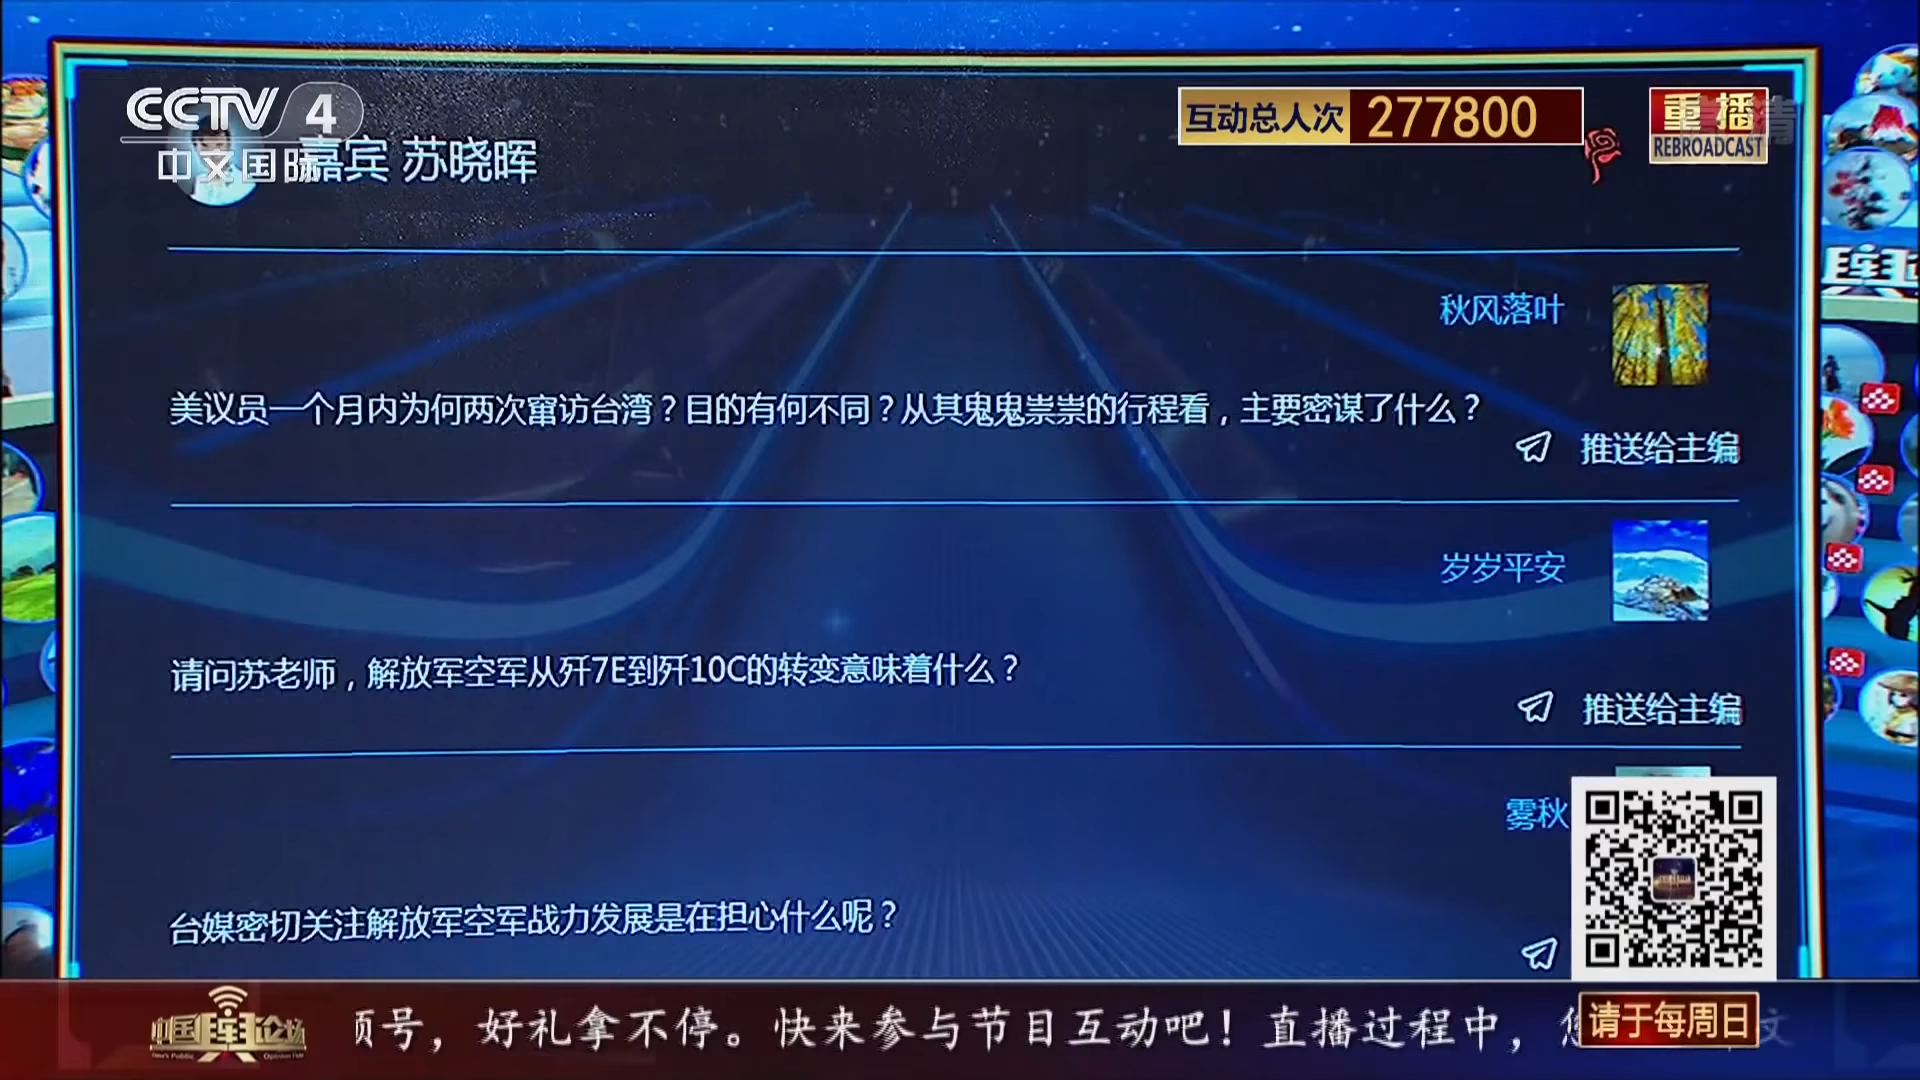 CCTV 4
中文国际
嘉宾 苏晓晖
互动总人次 277800
重播
REBROADCAST
秋风落叶
美议员一个月内为何两次窜访台湾？目的有何不同？从其鬼鬼祟祟的行程看，主要密谋了什么？
推送给主编
岁岁平安
请问苏老师，解放军空军从歼7E到歼10C的转变意味着什么？
推送给主编
雾秋
台媒密切关注解放军空军战力发展是在担心什么呢？
中国舆论场
号，好礼拿不停。快来参与节目互动吧！直播过程中，
请于每周日